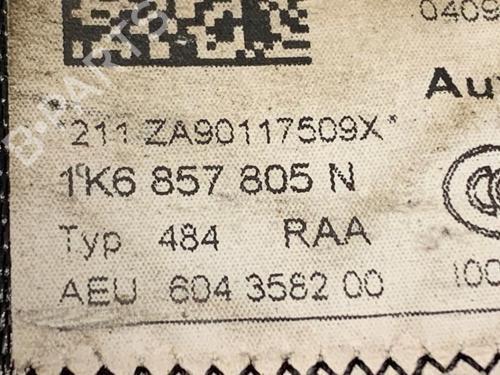 0409
Aut
*211 ZA90117509X*
1K6 857 805 N
Typ 484 RAA
AEU 604 3582 00
100
B-PARTS